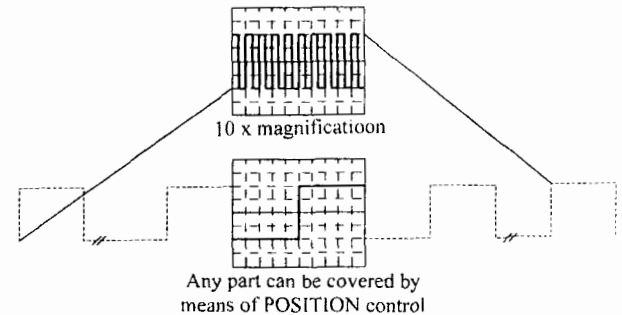 10 x magnificatioon
Any part can be covered by
means of POSITION control